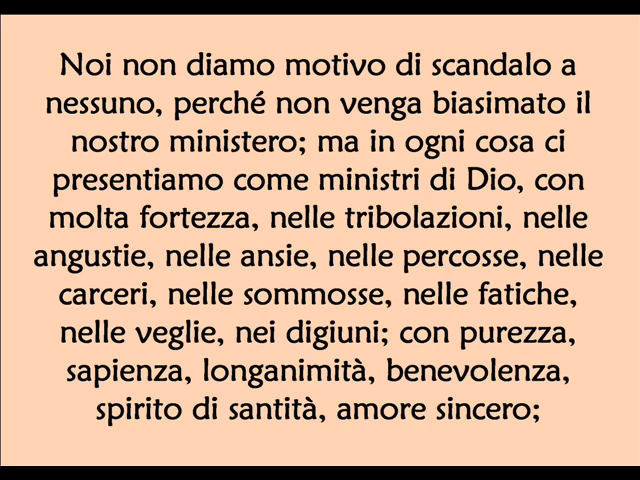 Noi non diamo motivo di scandalo a
nessuno, perché non venga biasimato il
nostro ministero; ma in ogni cosa ci
presentiamo come ministri di Dio, con
molta fortezza, nelle tribolazioni, nelle
angustie, nelle ansie, nelle percosse, nelle
carceri, nelle sommosse, nelle fatiche,
nelle veglie, nei digiuni; con purezza,
sapienza, longanimità, benevolenza,
spirito di santità, amore sincero;